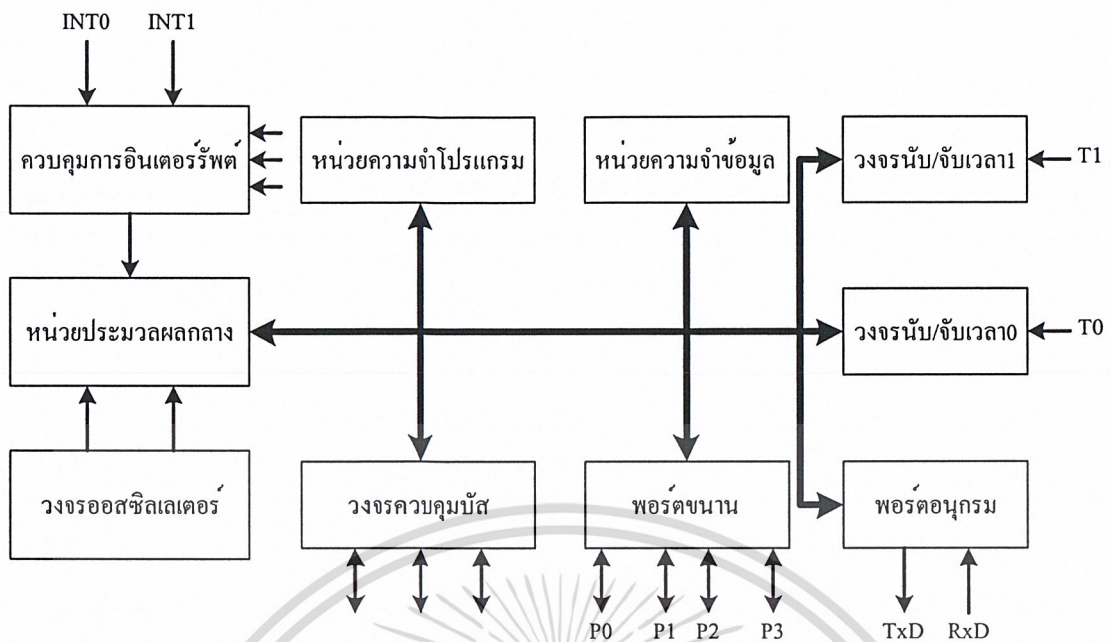 INT0 INT1
ควบคุมการอินเตอร์รัพต์
หน่วยความจำโปรแกรม
หน่วยความจำข้อมูล
วงจรนับ/จับเวลา1
T1
หน่วยประมวลผลกลาง
วงจรนับ/จับเวลา0
T0
วงจรออสซิลเลเตอร์
วงจรควบคุมบัส
พอร์ตขนาน
พอร์ตอนุกรม
P0 P1 P2 P3
TxD RxD